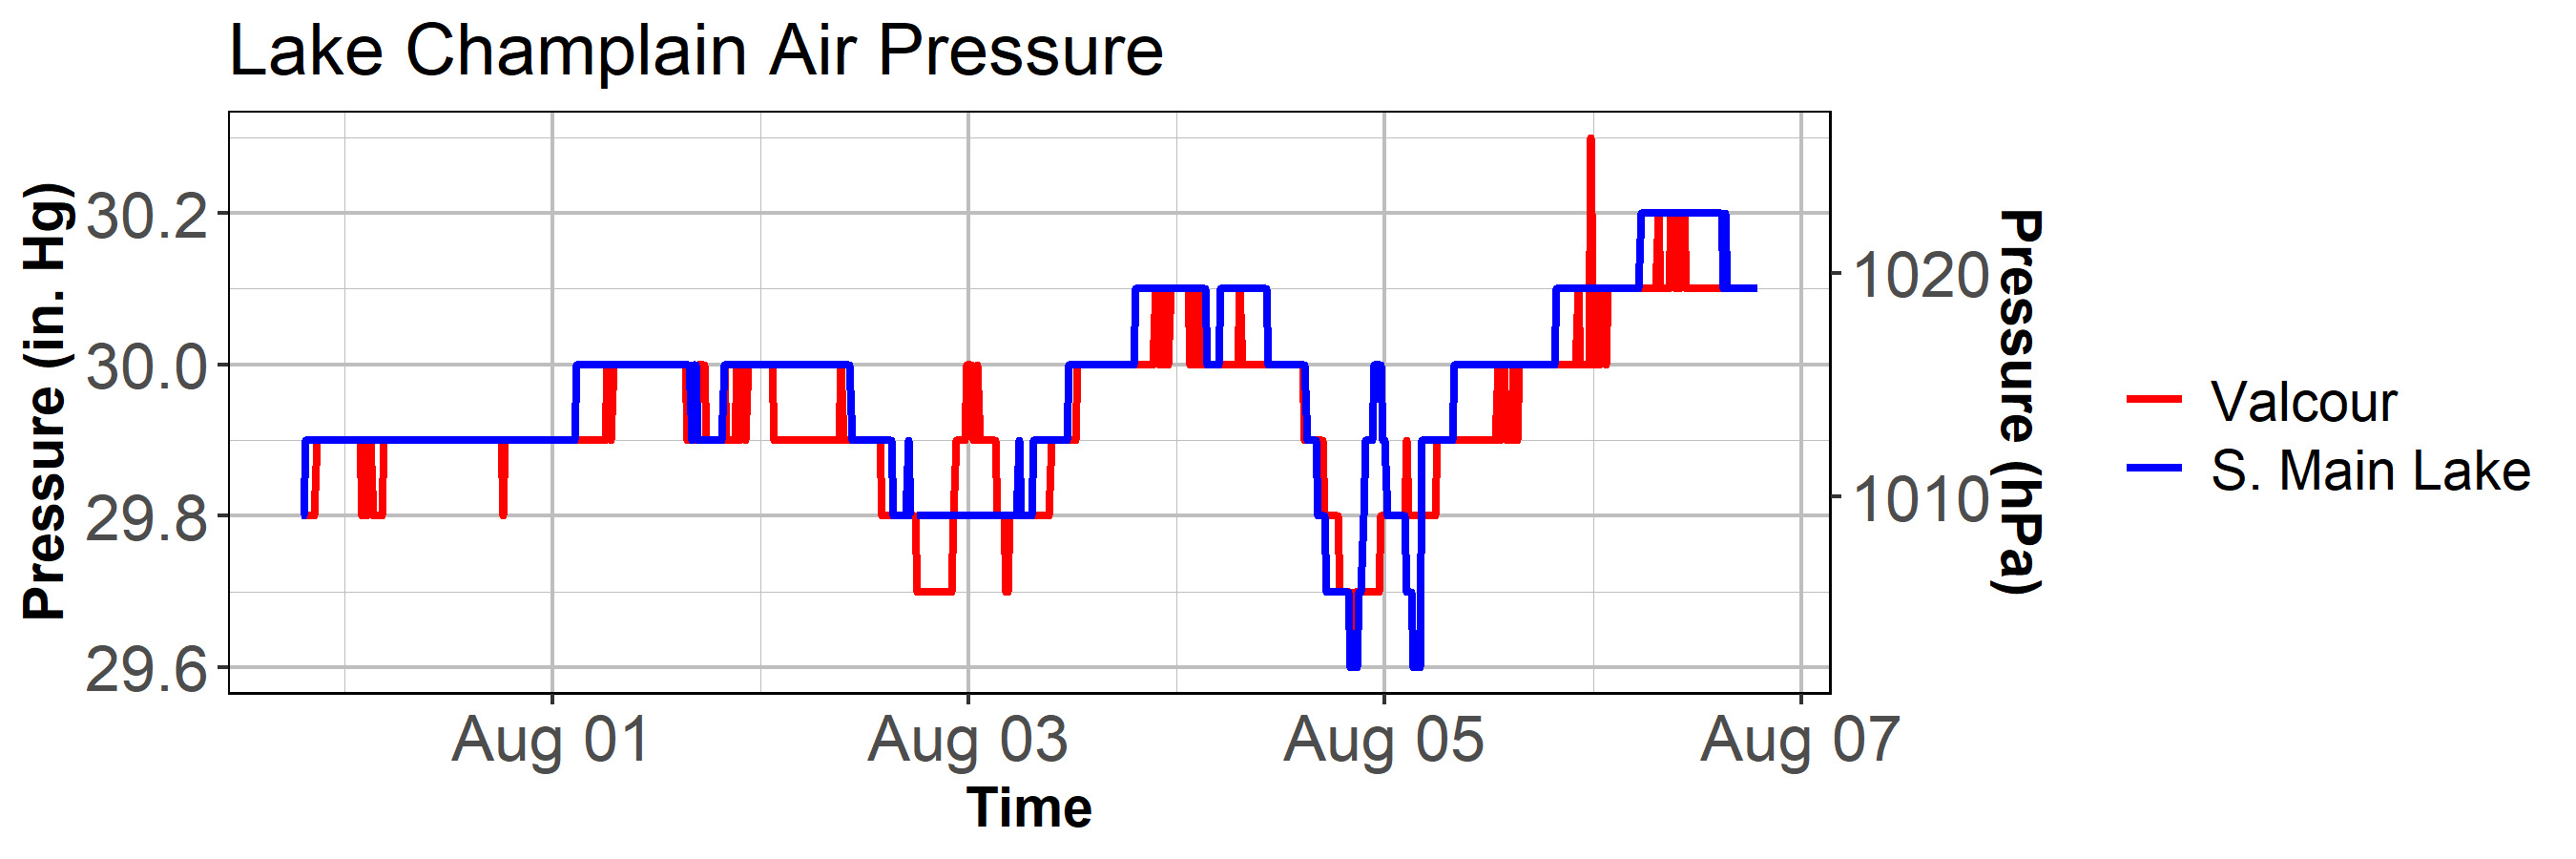 Lake Champlain Air Pressure
Pressure (in. Hg)
30.2
30.0
29.8
29.6
Aug 01
Aug 03
Aug 05
Aug 07
Time
1020
1010
Pressure (hPa)
Valcour
S. Main Lake